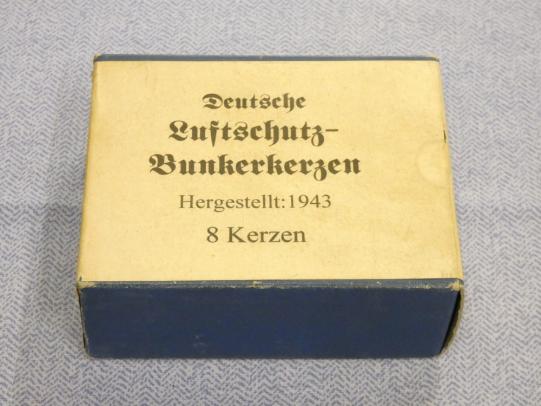 Deutsche
Luftschutz-
Bunkerkerzen
Hergestellt:1943
8 Kerzen